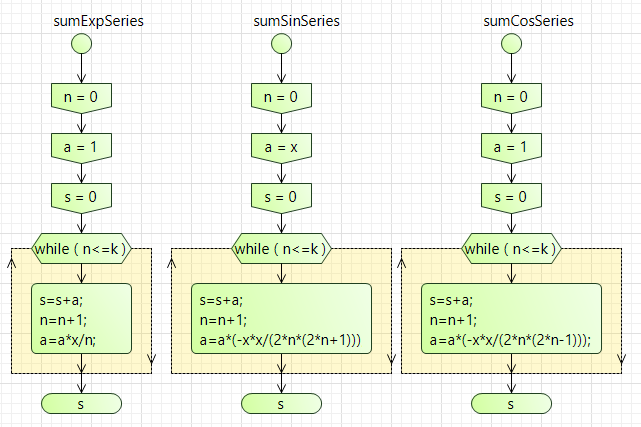 sumExpSeries
n = 0
a = 1
s = 0
while ( n<=k )
s=s+a;
n=n+1;
a=a*x/n;
s
sumSinSeries
n = 0
a = x
s = 0
while ( n<=k )
s=s+a;
n=n+1;
a=a*(-x*x/(2*n*(2*n+1)))
s
sumCosSeries
n = 0
a = 1
s = 0
while ( n<=k )
s=s+a;
n=n+1;
a=a*(-x*x/(2*n*(2*n-1)));
s